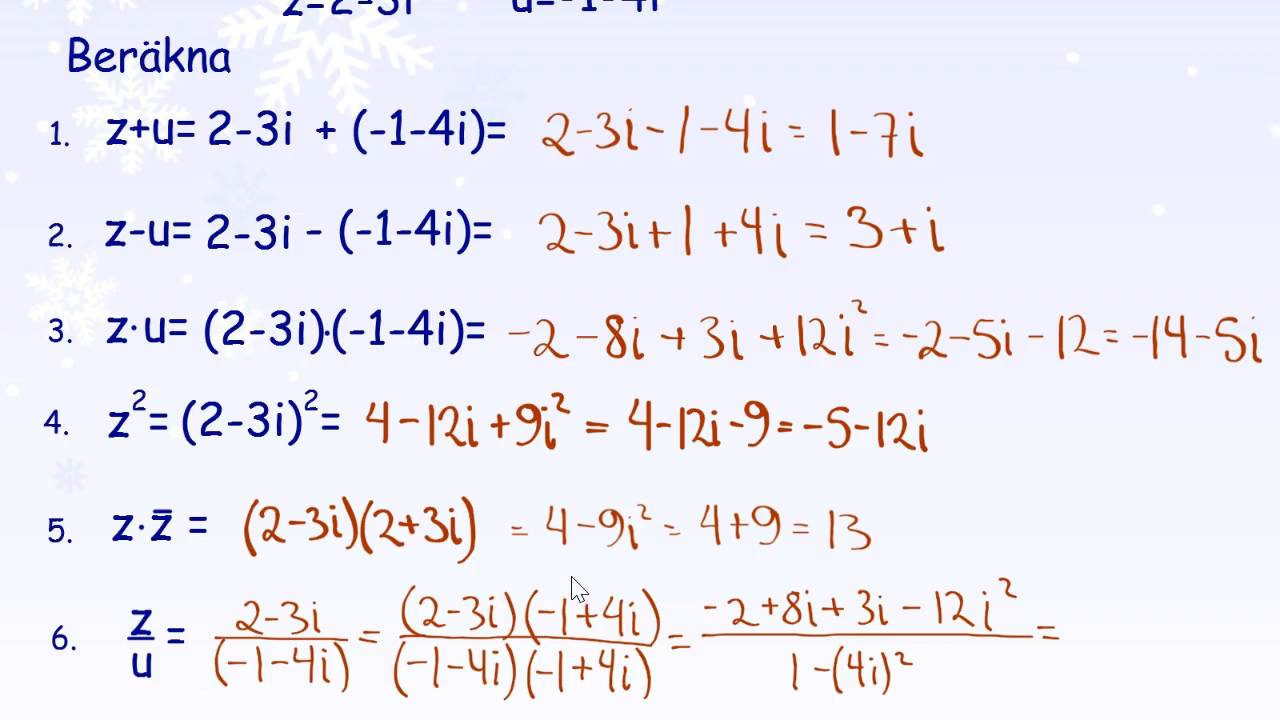 z=2-3i u=-1-4i
Beräkna
1. z+u= 2-3i + (-1-4i)= 2-3i-1-4i = 1-7i
2. z-u= 2-3i - (-1-4i)= 2-3i+1+4i = 3+i
3. z·u= (2-3i)·(-1-4i)= -2-8i+3i+12i² = -2-5i-12 = -14-5i
4. z²= (2-3i)²= 4-12i+9i² = 4-12i-9 = -5-12i
5. z·z̄ = (2-3i)(2+3i) = 4-9i² = 4+9 = 13
6. z/u = 2-3i/(-1-4i) = (2-3i)(-1+4i)/(-1-4i)(-1+4i) = -2+8i+3i-12i²/1-(4i)² =